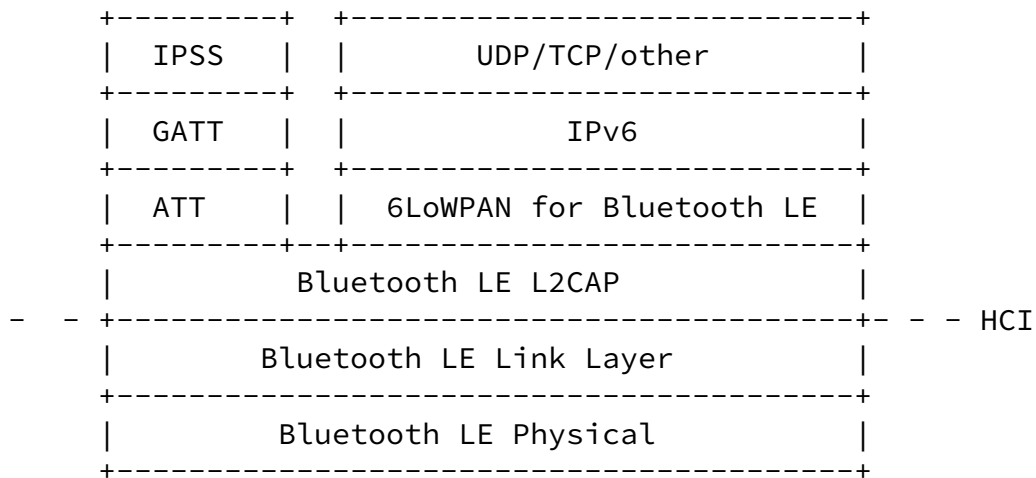 IPSS UDP/TCP/other
GATT IPv6
ATT 6LoWPAN for Bluetooth LE
Bluetooth LE L2CAP
HCI
Bluetooth LE Link Layer
Bluetooth LE Physical